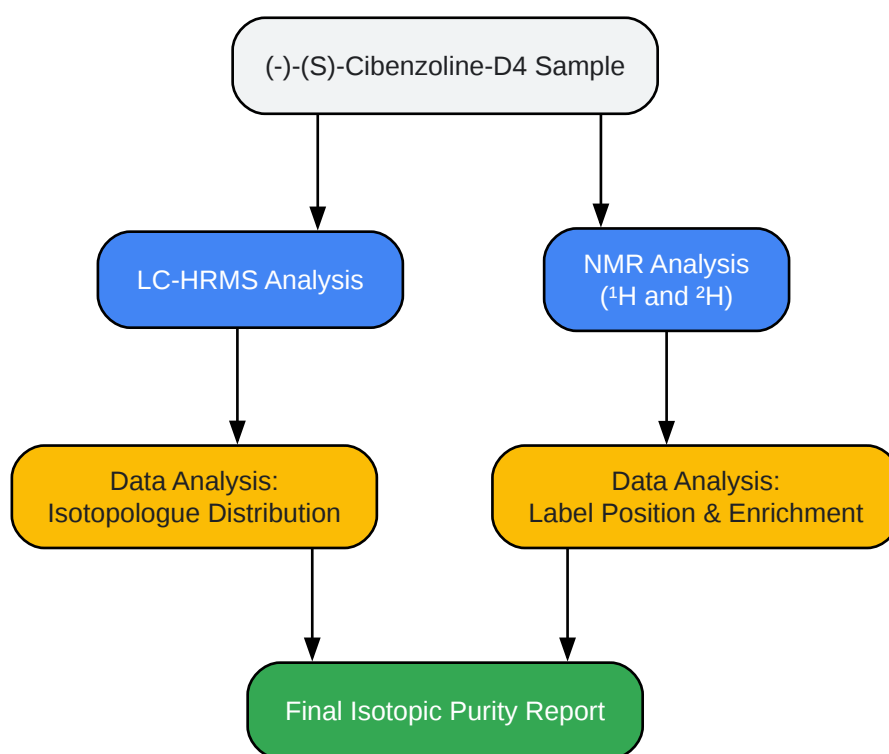 (-)-(S)-Cibenzoline-D4 Sample
LC-HRMS Analysis
NMR Analysis
(¹H and ²H)
Data Analysis:
Isotopologue Distribution
Data Analysis:
Label Position & Enrichment
Final Isotopic Purity Report